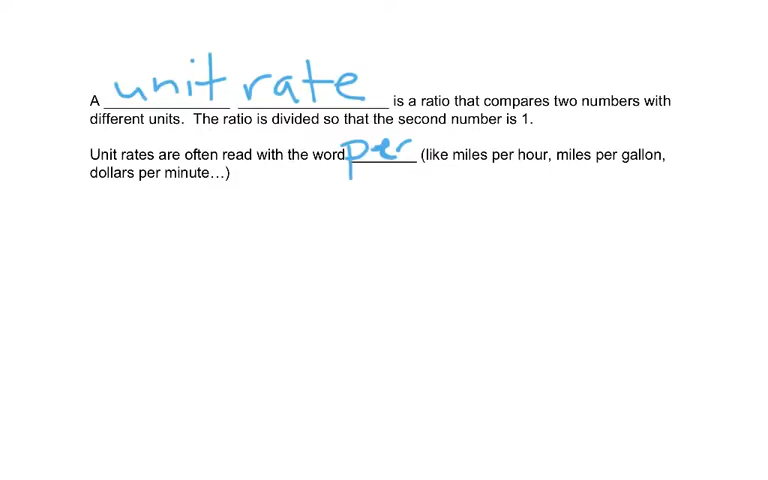 A unit rate is a ratio that compares two numbers with
different units. The ratio is divided so that the second number is 1.
Unit rates are often read with the word per (like miles per hour, miles per gallon,
dollars per minute…)